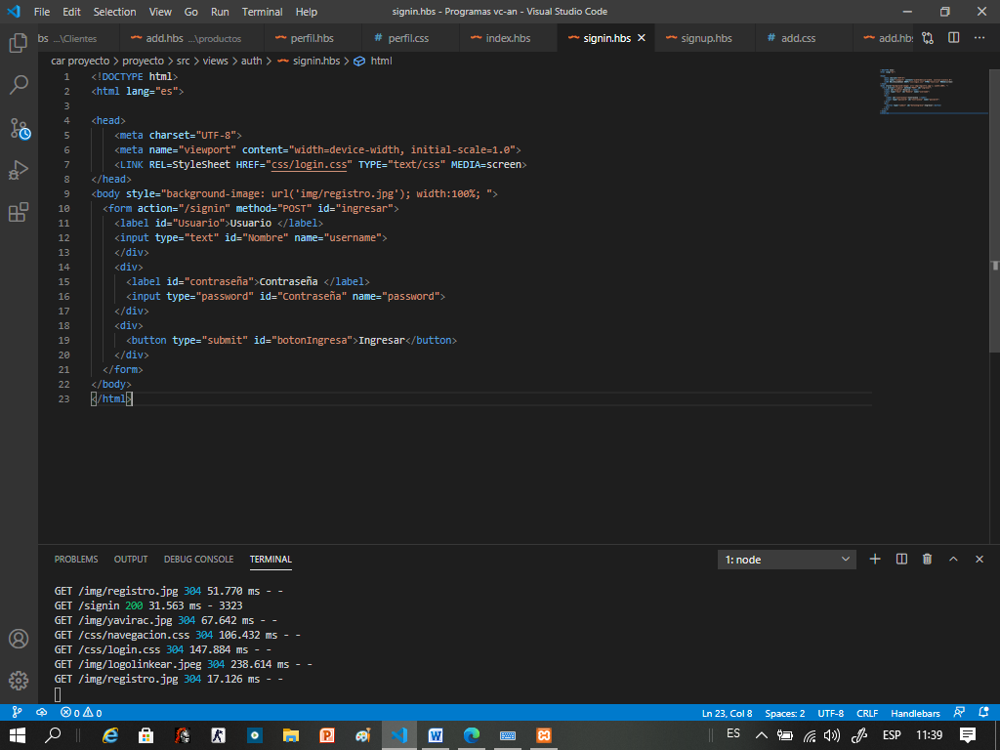 File Edit Selection View Go Run Terminal Help signin.hbs - Programas vc-an - Visual Studio Code
bs ...\Clientes add.hbs ...\productos perfil.hbs # perfil.css index.hbs signin.hbs signup.hbs # add.css add.hbs
car proyecto > proyecto > src > views > auth > signin.hbs > html
1 <!DOCTYPE html>
2 <html lang="es">
3
4 <head>
5 <meta charset="UTF-8">
6 <meta name="viewport" content="width=device-width, initial-scale=1.0">
7 <LINK REL=StyleSheet HREF="css/login.css" TYPE="text/css" MEDIA=screen>
8 </head>
9 <body style="background-image: url('img/registro.jpg'); width:100%; ">
10 <form action="/signin" method="POST" id="ingresar">
11 <label id="Usuario">Usuario </label>
12 <input type="text" id="Nombre" name="username">
13 </div>
14 <div>
15 <label id="contraseña">Contraseña </label>
16 <input type="password" id="Contraseña" name="password">
17 </div>
18 <div>
19 <button type="submit" id="botonIngresa">Ingresar</button>
20 </div>
21 </form>
22 </body>
23 </html>
PROBLEMS OUTPUT DEBUG CONSOLE TERMINAL 1: node
GET /img/registro.jpg 304 51.770 ms - -
GET /signin 200 31.563 ms - 3323
GET /img/yavirac.jpg 304 67.642 ms - -
GET /css/navegacion.css 304 106.432 ms - -
GET /css/login.css 304 147.884 ms - -
GET /img/logolinkear.jpeg 304 238.614 ms - -
GET /img/registro.jpg 304 17.126 ms - -
0 0 Ln 23, Col 8 Spaces: 2 UTF-8 CRLF Handlebars
ES ESP 11:39